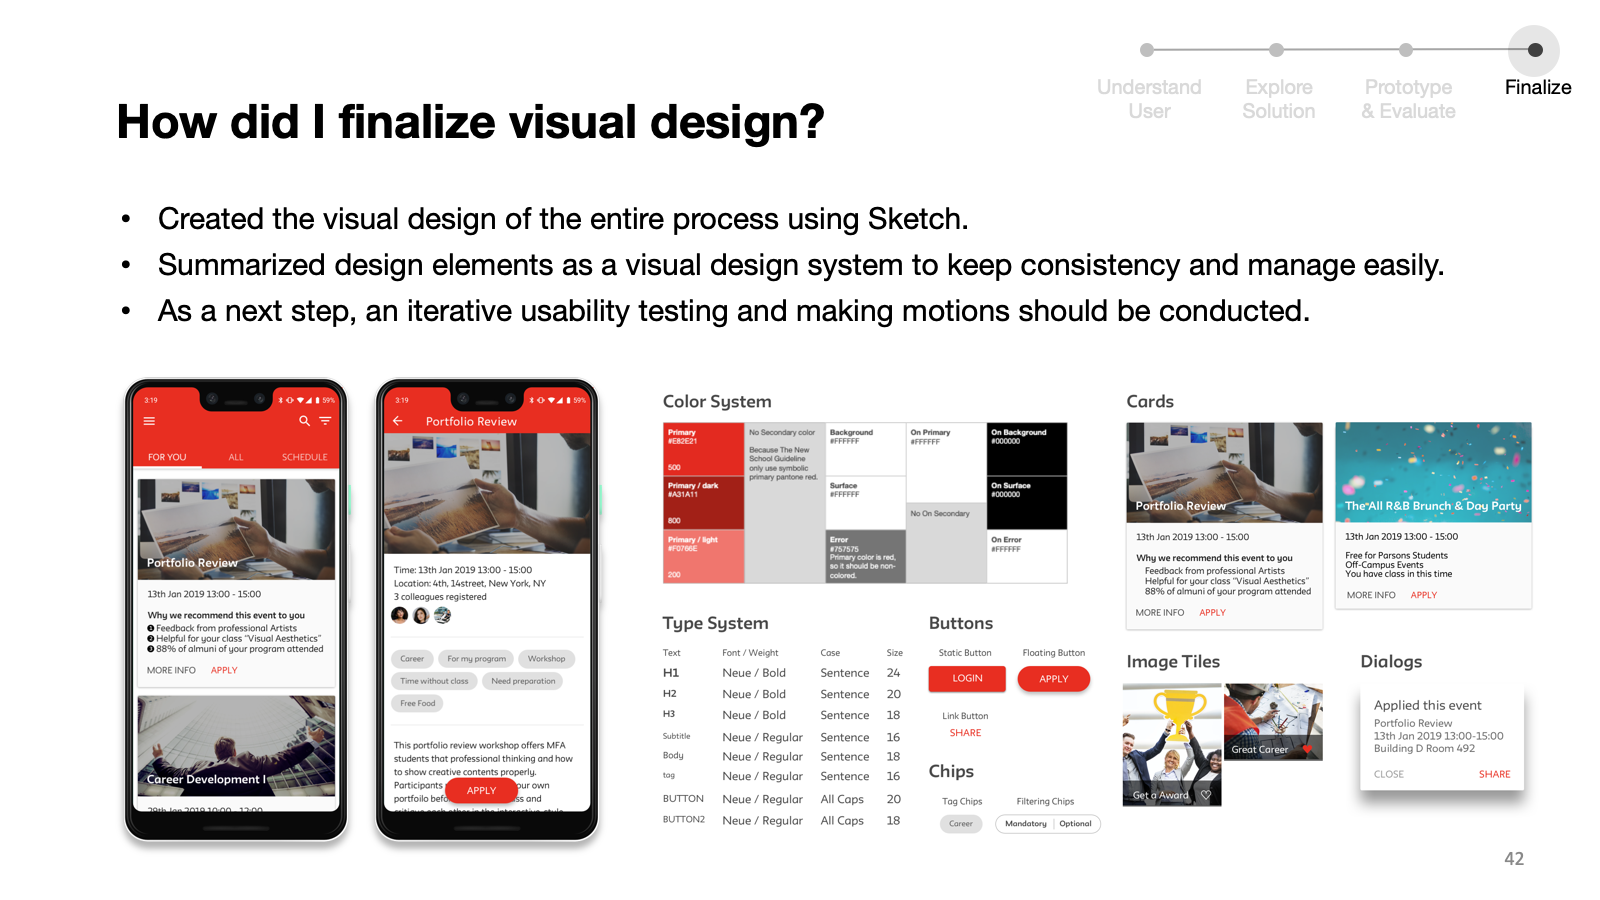 Understand
User
Explore
Solution
Prototype
& Evaluate
Finalize
How did I finalize visual design?
• Created the visual design of the entire process using Sketch.
• Summarized design elements as a visual design system to keep consistency and manage easily.
• As a next step, an iterative usability testing and making motions should be conducted.
3:19
59%
FOR YOU ALL SCHEDULE
Portfolio Review
13th Jan 2019 13:00 - 15:00
Why we recommend this event to you
❶ Feedback from professional Artists
❷ Helpful for your class "Visual Aesthetics"
❸ 88% of almuni of your program attended
MORE INFO APPLY
Career Development I
29th Jan 2019 10:00 - 12:00
3:19
59%
Portfolio Review
Time: 13th Jan 2019 13:00 - 15:00
Location: 4th, 14street, New York, NY
3 colleagues registered
Career For my program Workshop
Time without class Need preparation
Free Food
This portfolio review workshop offers MFA
students that professional thinking and how
to show creative contents properly.
Participants our own
portfoilo ss and
APPLY
Color System
Primary
#EB2E21
500
Primary / dark
#A31A11
800
Primary / light
#F0766E
200
No Secondary color
Because The New
School Guideline
only use symbolic
primary pantone red.
Background
#FFFFFF
Surface
#FFFFFF
Error
#757575
Primary color is red,
so it should be non-
colored.
On Primary
#FFFFFF
No On Secondary
On Background
#000000
On Surface
#000000
On Error
#FFFFFF
Type System
Text Font / Weight Case Size
H1 Neue / Bold Sentence 24
H2 Neue / Bold Sentence 20
H3 Neue / Bold Sentence 18
Subtitle Neue / Regular Sentence 16
Body Neue / Regular Sentence 18
tag Neue / Regular Sentence 16
BUTTON Neue / Regular All Caps 20
BUTTON2 Neue / Regular All Caps 18
Buttons
Static Button Floating Button
LOGIN APPLY
Link Button
SHARE
Chips
Tag Chips Filtering Chips
Career Mandatory Optional
Cards
Portfolio Review
13th Jan 2019 13:00 - 15:00
Why we recommend this event to you
Feedback from professional Artists
Helpful for your class "Visual Aesthetics"
88% of almuni of your program attended
MORE INFO APPLY
The All R&B Brunch & Day Party
13th Jan 2019 13:00 - 15:00
Free for Parsons Students
Off-Campus Events
You have class in this time
MORE INFO APPLY
Image Tiles
Get a Award
Great Career
Dialogs
Applied this event
Portfolio Review
13th Jan 2019 13:00-15:00
Building D Room 492
CLOSE SHARE
42